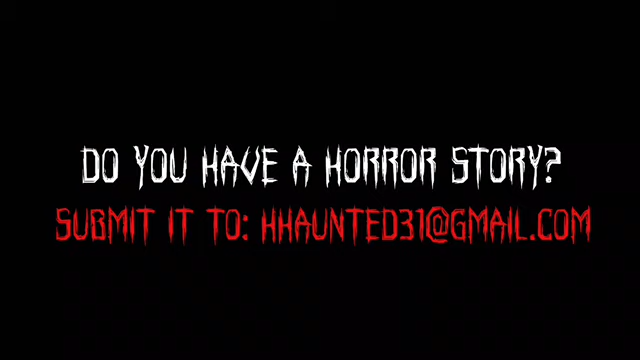 DO YOU HAVE A HORROR STORY?
SUBMIT IT TO: HHAUNTED31@GMAIL.COM